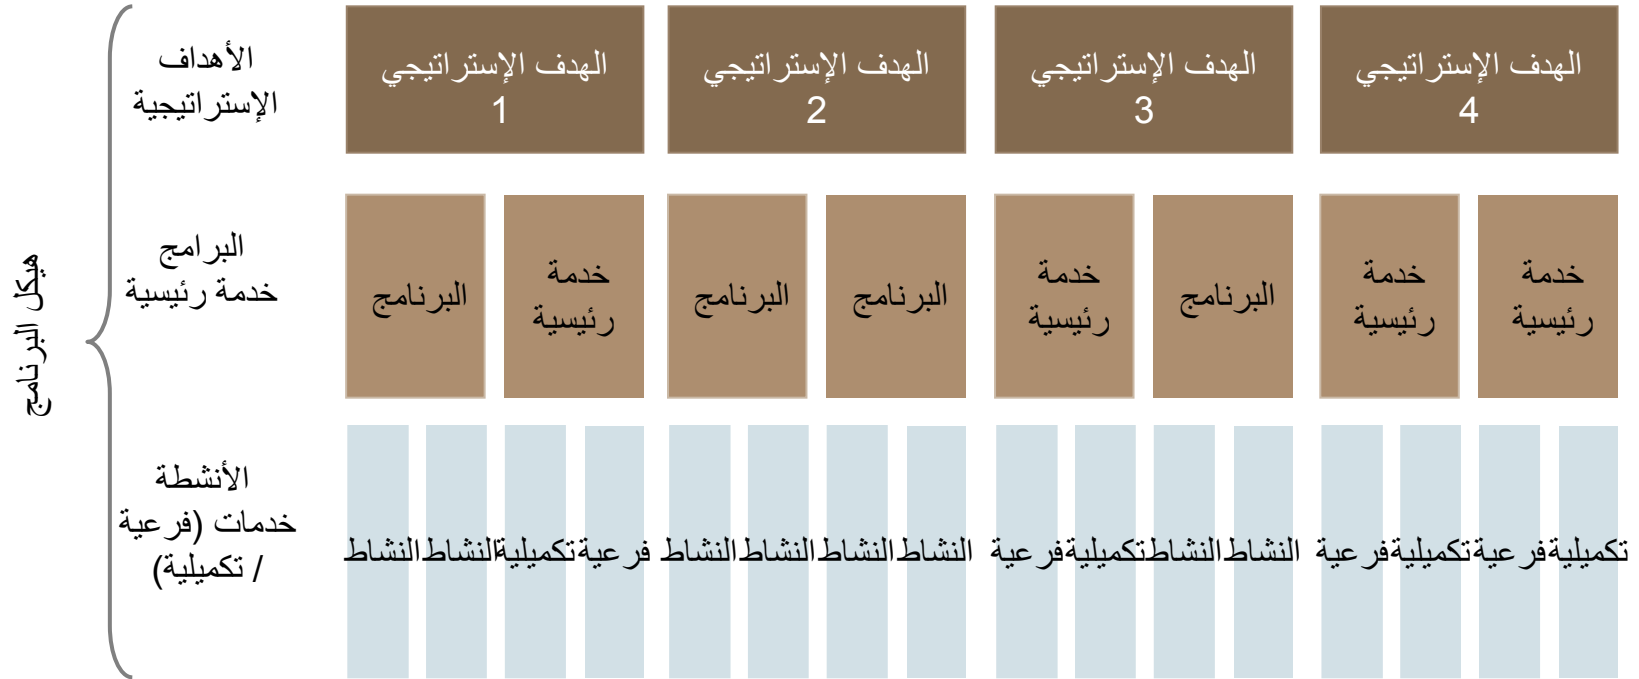 هيكل البرنامج
الأهداف
الإستراتيجية
الهدف الإستراتيجي
1
الهدف الإستراتيجي
2
الهدف الإستراتيجي
3
الهدف الإستراتيجي
4
البرامج
خدمة رئيسية
البرنامج
خدمة
رئيسية
البرنامج
البرنامج
خدمة
رئيسية
البرنامج
خدمة
رئيسية
خدمة
رئيسية
الأنشطة
خدمات (فرعية
/ تكميلية)
النشاط
النشاط
تكميلية
فرعية
النشاط
النشاط
النشاط
النشاط
فرعية
تكميلية
النشاط
النشاط
فرعية
تكميلية
فرعية
تكميلية